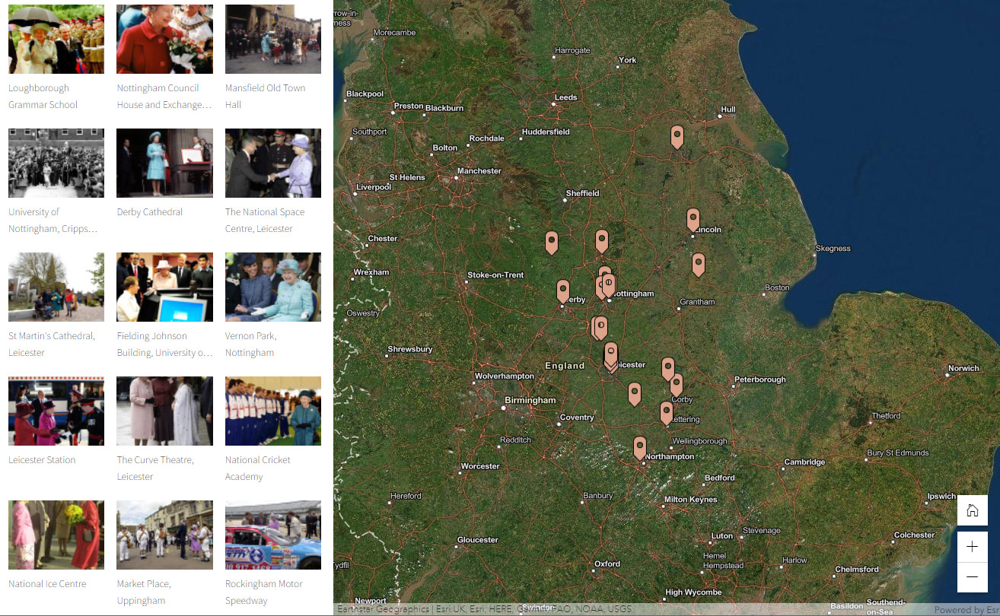 Loughborough
Grammar School
Nottingham Council
House and Exchange...
Mansfield Old Town
Hall
University of
Nottingham, Cripps...
Derby Cathedral
The National Space
Centre, Leicester
St Martin's Cathedral,
Leicester
Fielding Johnson
Building, University o...
Vernon Park,
Nottingham
Leicester Station
The Curve Theatre,
Leicester
National Cricket
Academy
National Ice Centre
Market Place,
Uppingham
Rockingham Motor
Speedway
rrow-in-
ness
Morecambe
Harrogate
York
Blackpool
Preston
Blackburn
Leeds
Hull
Southport
Bolton
Rochdale
Huddersfield
St Helens
Manchester
Liverpool
Sheffield
Chester
Lincoln
Skegness
Wrexham
Stoke-on-Trent
erby
ottingham
Boston
Grantham
Oswestry
Shrewsbury
England
eicester
Wolverhampton
Peterborough
Norwich
Birmingham
Corby
Coventry
ettering
Thetford
Redditch
Wellingborough
Northampton
Bury St Edmunds
Worcester
Cambridge
Bedford
Hereford
Banbury
Milton Keynes
Ipswich
Stevenage
Gloucester
Luton
Colchester
Tydfil
Oxford
Hemel
Hempstead
Harlow
Chelmsford
High Wycombe
Newport
Swindon
Basildon
Southend-
on-Sea
Earthstar Geographics | Esri UK, Esri, HERE, Garmin, FAO, NOAA, USGS
Powered by Esri